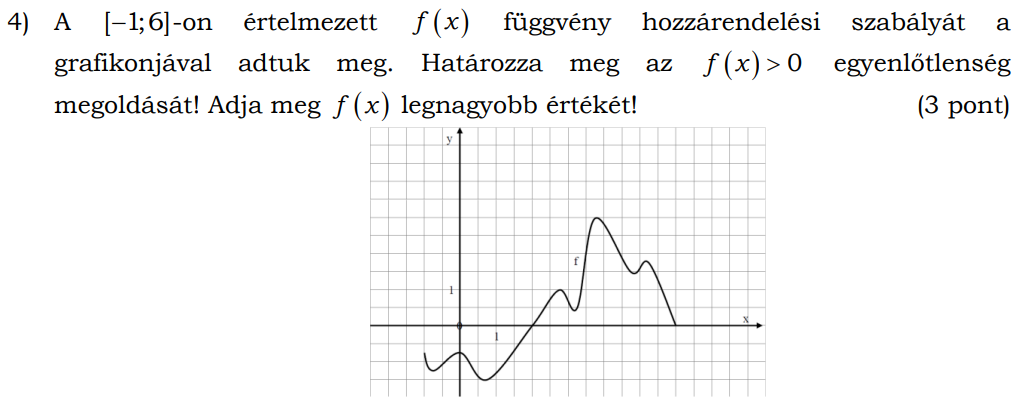 4) A [−1;6]-on értelmezett f(x) függvény hozzárendelési szabályát a
grafikonjával adtuk meg. Határozza meg az f(x) > 0 egyenlőtlenség
megoldását! Adja meg f(x) legnagyobb értékét! (3 pont)
y
f
1
x
1